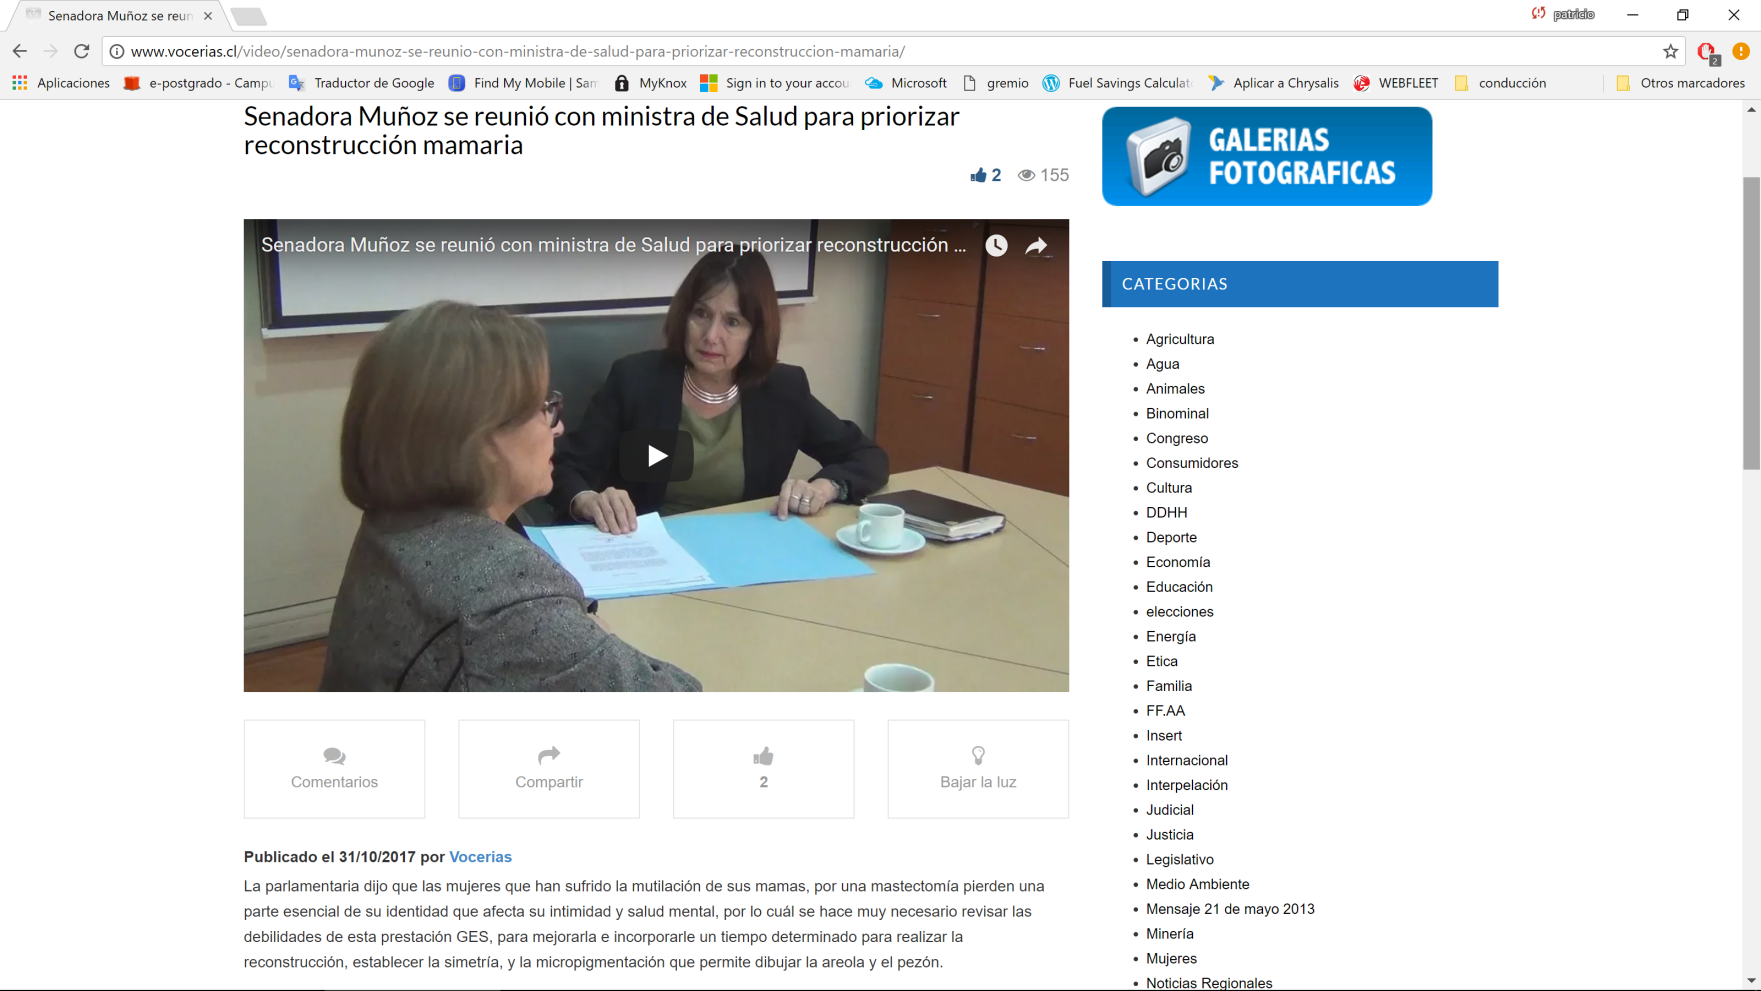 Senadora Muñoz se reun
patricio
www.vocerias.cl/video/senadora-munoz-se-reunio-con-ministra-de-salud-para-priorizar-reconstruccion-mamaria/
2
Aplicaciones e-postgrado - Campu Traductor de Google Find My Mobile | Sam MyKnox Sign in to your accou Microsoft gremio Fuel Savings Calculat Aplicar a Chrysalis WEBFLEET conducción Otros marcadores
Senadora Muñoz se reunió con ministra de Salud para priorizar
reconstrucción mamaria
2 155
Senadora Muñoz se reunió con ministra de Salud para priorizar reconstrucción ...
Comentarios
Compartir
2
Bajar la luz
Publicado el 31/10/2017 por Vocerias
La parlamentaria dijo que las mujeres que han sufrido la mutilación de sus mamas, por una mastectomía pierden una
parte esencial de su identidad que afecta su intimidad y salud mental, por lo cuál se hace muy necesario revisar las
debilidades de esta prestación GES, para mejorarla e incorporarle un tiempo determinado para realizar la
reconstrucción, establecer la simetría, y la micropigmentación que permite dibujar la areola y el pezón.
GALERIAS
FOTOGRAFICAS
CATEGORIAS
Agricultura
Agua
Animales
Binominal
Congreso
Consumidores
Cultura
DDHH
Deporte
Economía
Educación
elecciones
Energía
Etica
Familia
FF.AA
Insert
Internacional
Interpelación
Judicial
Justicia
Legislativo
Medio Ambiente
Mensaje 21 de mayo 2013
Minería
Mujeres
Noticias Regionales